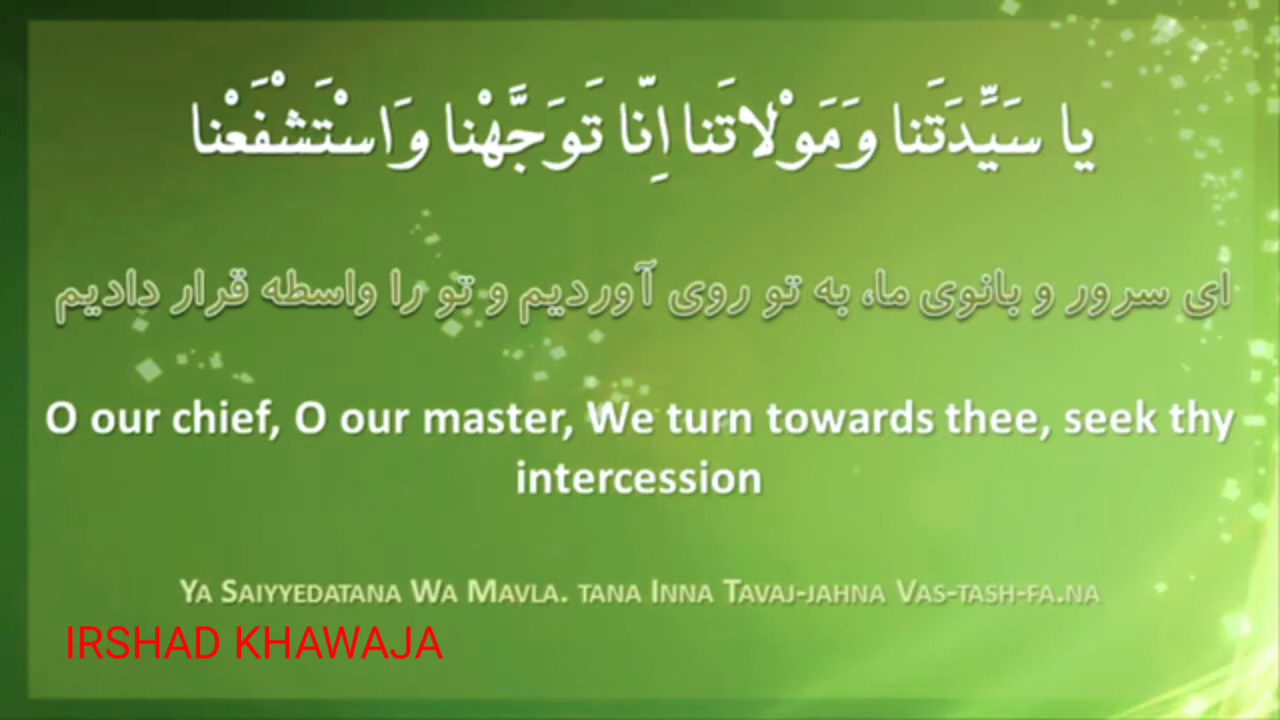 يا سَيِّدَتَنا وَمَوْلاتَنا اِنّا تَوَجَّهْنا وَاسْتَشْفَعْنا
ای سرور و بانوی ما، به تو روی آوردیم و تو را واسطه قرار دادیم
O our chief, O our master, We turn towards thee, seek thy
intercession
YA SAIYYEDATANA WA MAVLA. TANA INNA TAVAJ-JAHNA VAS-TASH-FA.NA
IRSHAD KHAWAJA